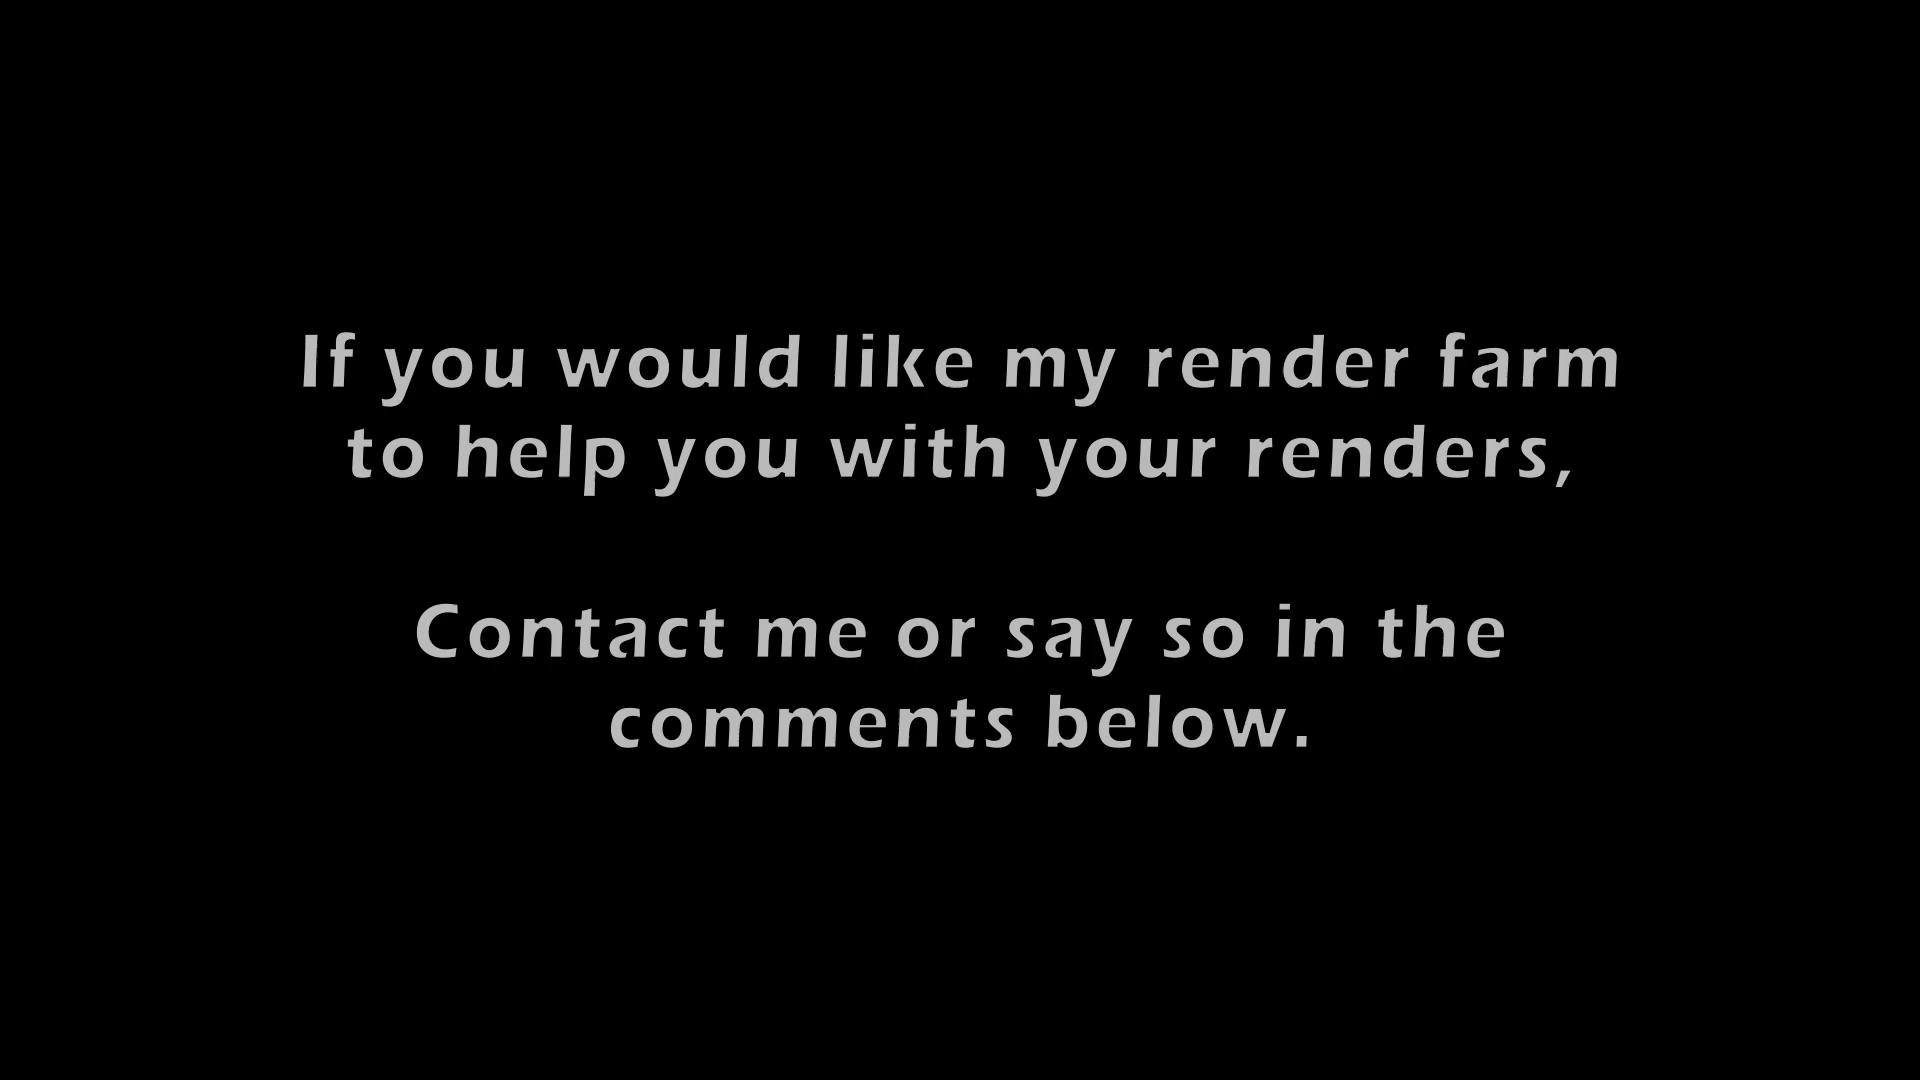 If you would like my render farm
to help you with your renders,
Contact me or say so in the
comments below.